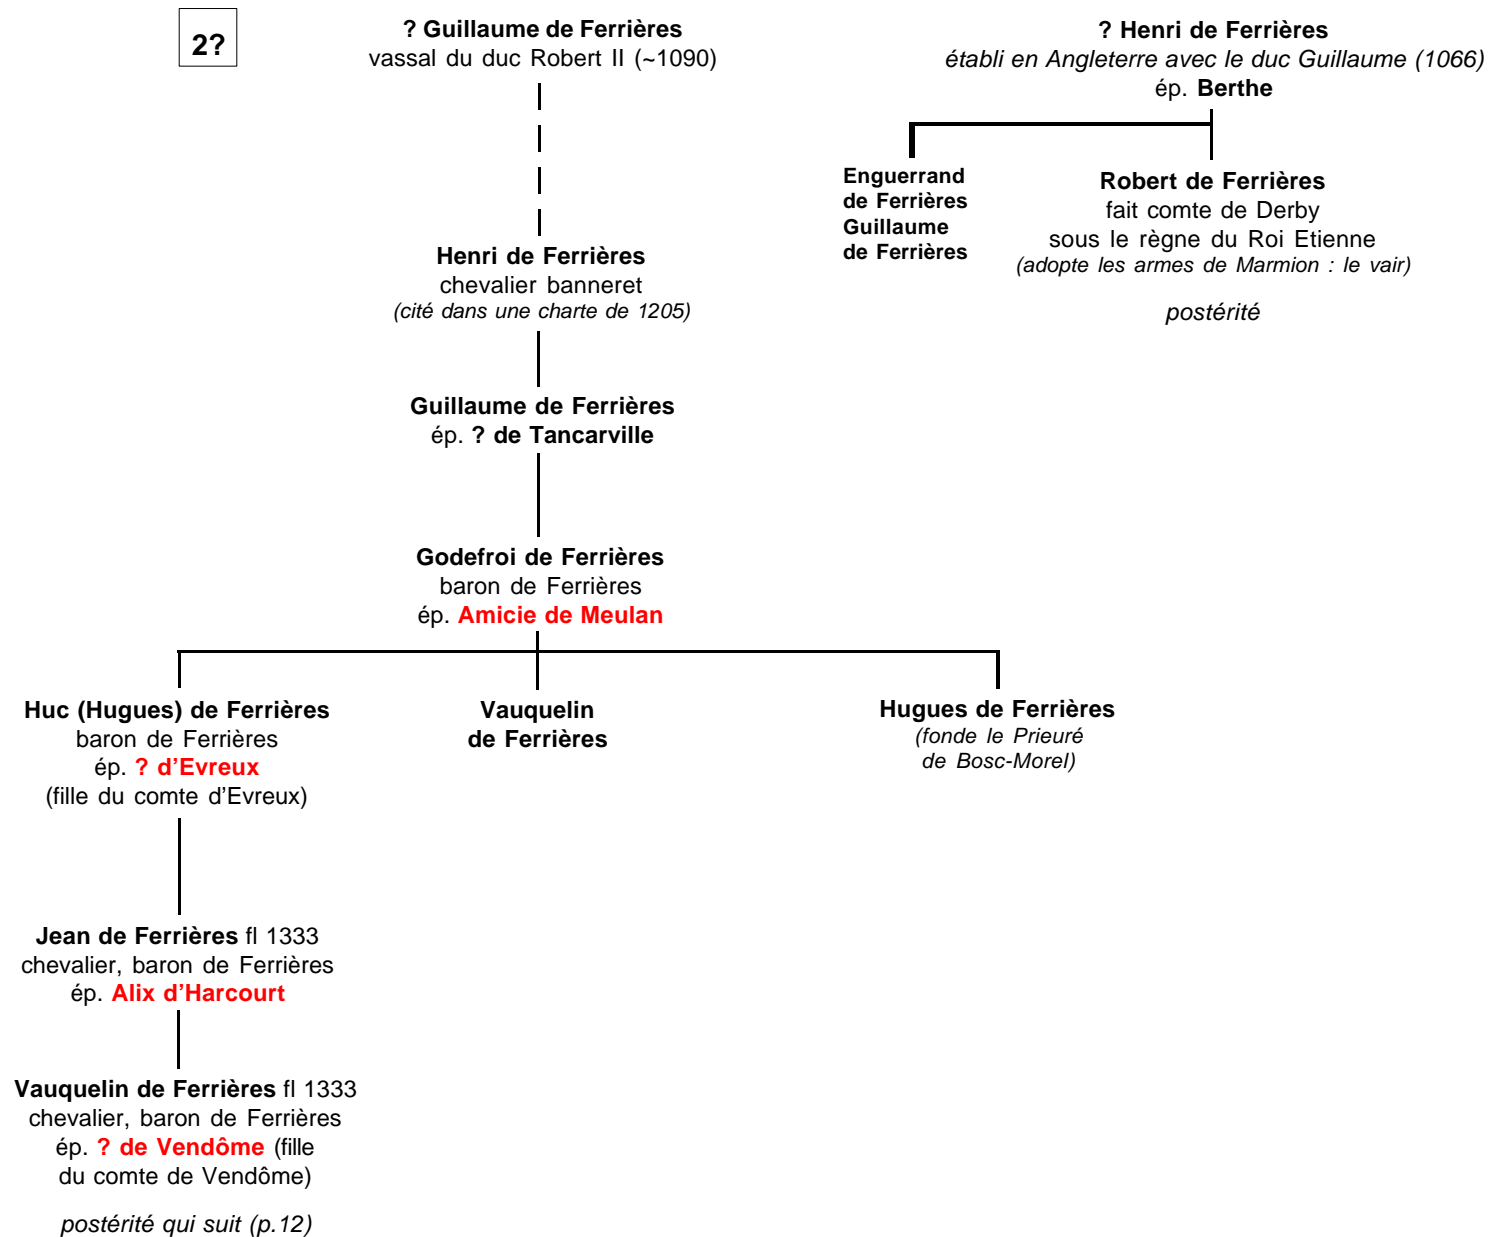 2?
? Guillaume de Ferrières
vassal du duc Robert II (~1090)
? Henri de Ferrières
établi en Angleterre avec le duc Guillaume (1066)
ép. Berthe
Enguerrand
de Ferrières
Guillaume
de Ferrières
Robert de Ferrières
fait comte de Derby
sous le règne du Roi Etienne
(adopte les armes de Marmion : le vair)
postérité
Henri de Ferrières
chevalier banneret
(cité dans une charte de 1205)
Guillaume de Ferrières
ép. ? de Tancarville
Godefroi de Ferrières
baron de Ferrières
ép. Amicie de Meulan
Huc (Hugues) de Ferrières
baron de Ferrières
ép. ? d’Evreux
(fille du comte d’Evreux)
Vauquelin
de Ferrières
Hugues de Ferrières
(fonde le Prieuré
de Bosc-Morel)
Jean de Ferrières fl 1333
chevalier, baron de Ferrières
ép. Alix d’Harcourt
Vauquelin de Ferrières fl 1333
chevalier, baron de Ferrières
ép. ? de Vendôme (fille
du comte de Vendôme)
postérité qui suit (p.12)